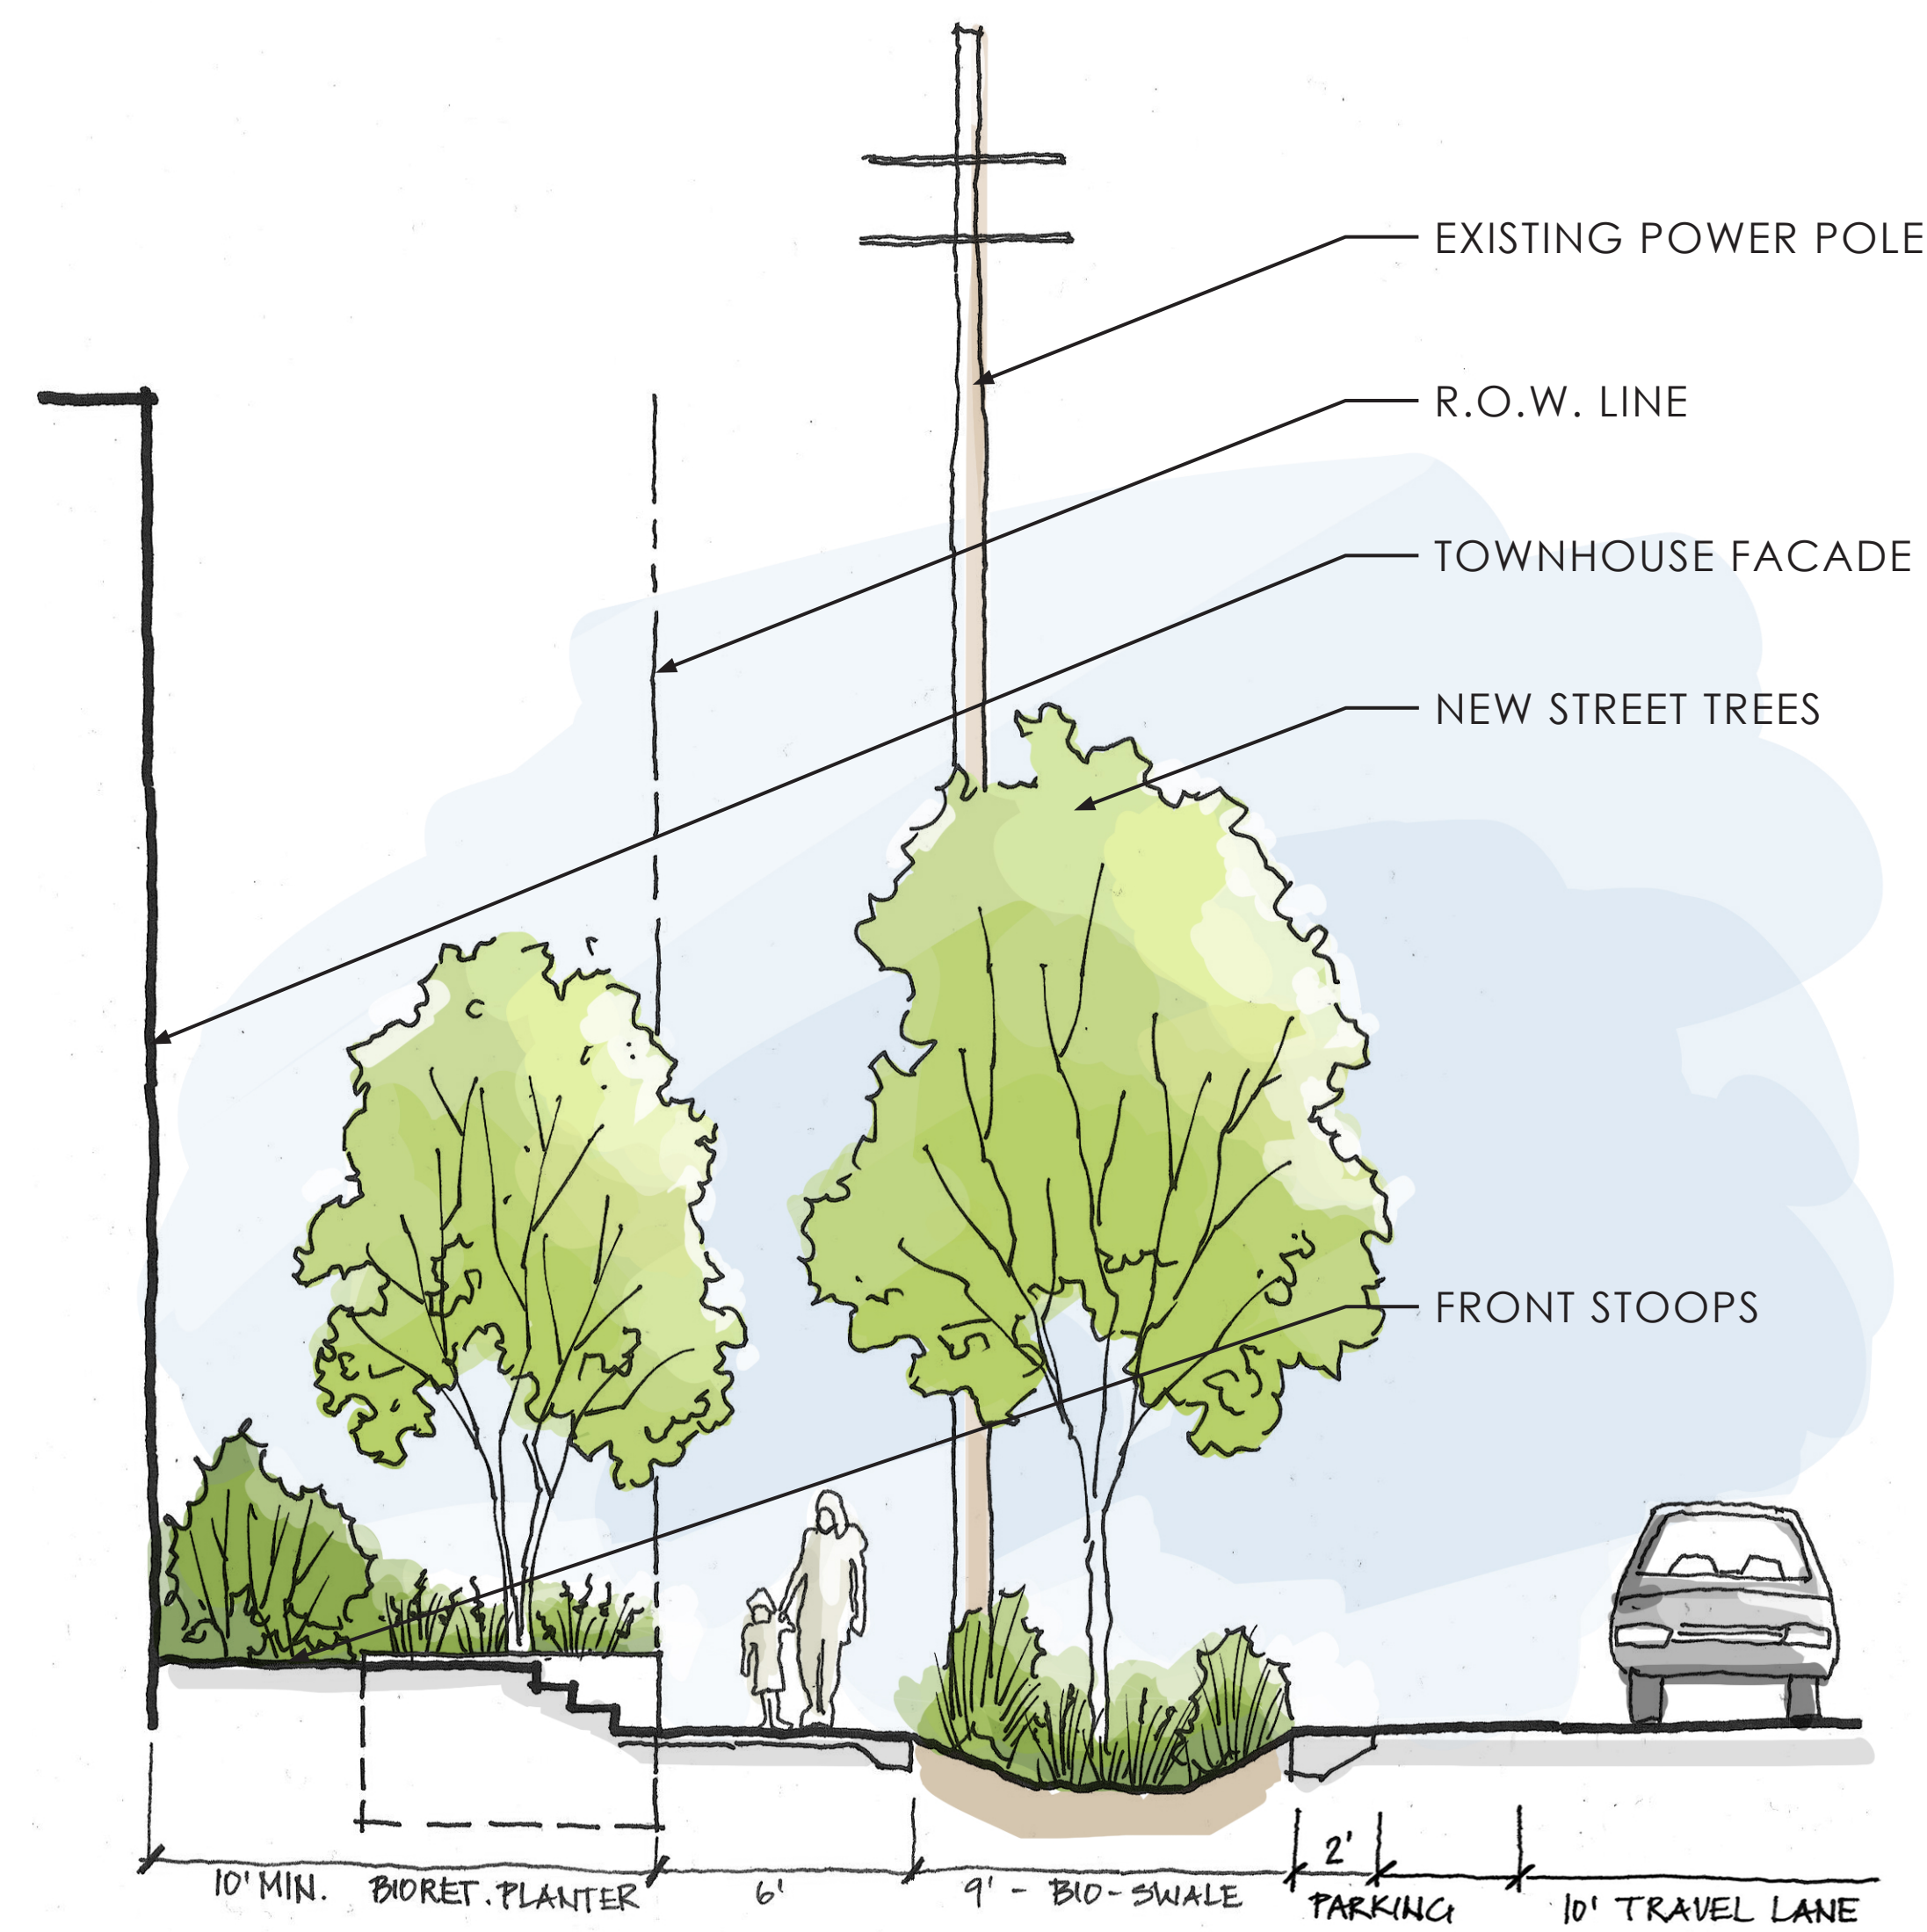 EXISTING POWER POLE
R.O.W. LINE
TOWNHOUSE FACADE
NEW STREET TREES
FRONT STOOPS
10' MIN. BIORET. PLANTER
6'
9' - BIO-SWALE
2'
PARKING
10' TRAVEL LANE